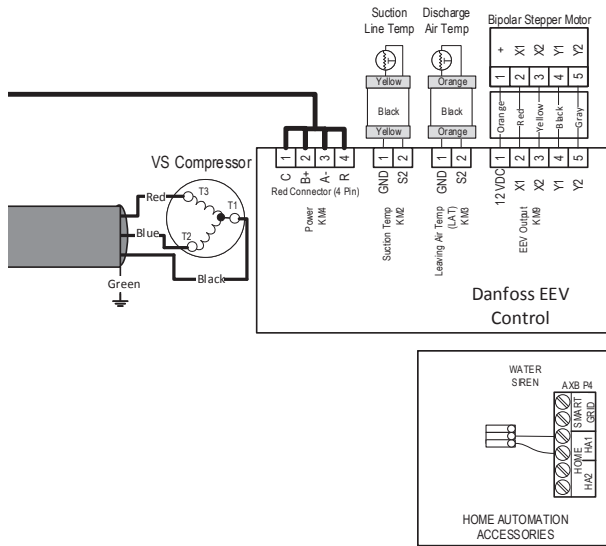 Suction
Line Temp
Discharge
Air Temp
Bipolar Stepper Motor
+
X1
X2
Y1
Y2
Yellow
Orange
1
2
3
4
5
Black
Black
Orange
Red
Yellow
Black
Gray
Yellow
Orange
VS Compressor
1
2
3
4
1
2
1
2
1
2
3
4
5
C
B+
A-
R
GND
S2
GND
S2
12 VDC
X1
X2
Y1
Y2
Red Connector (4 Pin)
Power
KM4
Suction Temp
KM2
Leaving Air Temp
(LAT)
KM3
EEV Output
KM9
Red
T3
T1
Blue
T2
Black
Green
Danfoss EEV
Control
WATER
SIREN
AXB P4
SMART
GRID
HOME
HA1
HA2
HOME AUTOMATION
ACCESSORIES